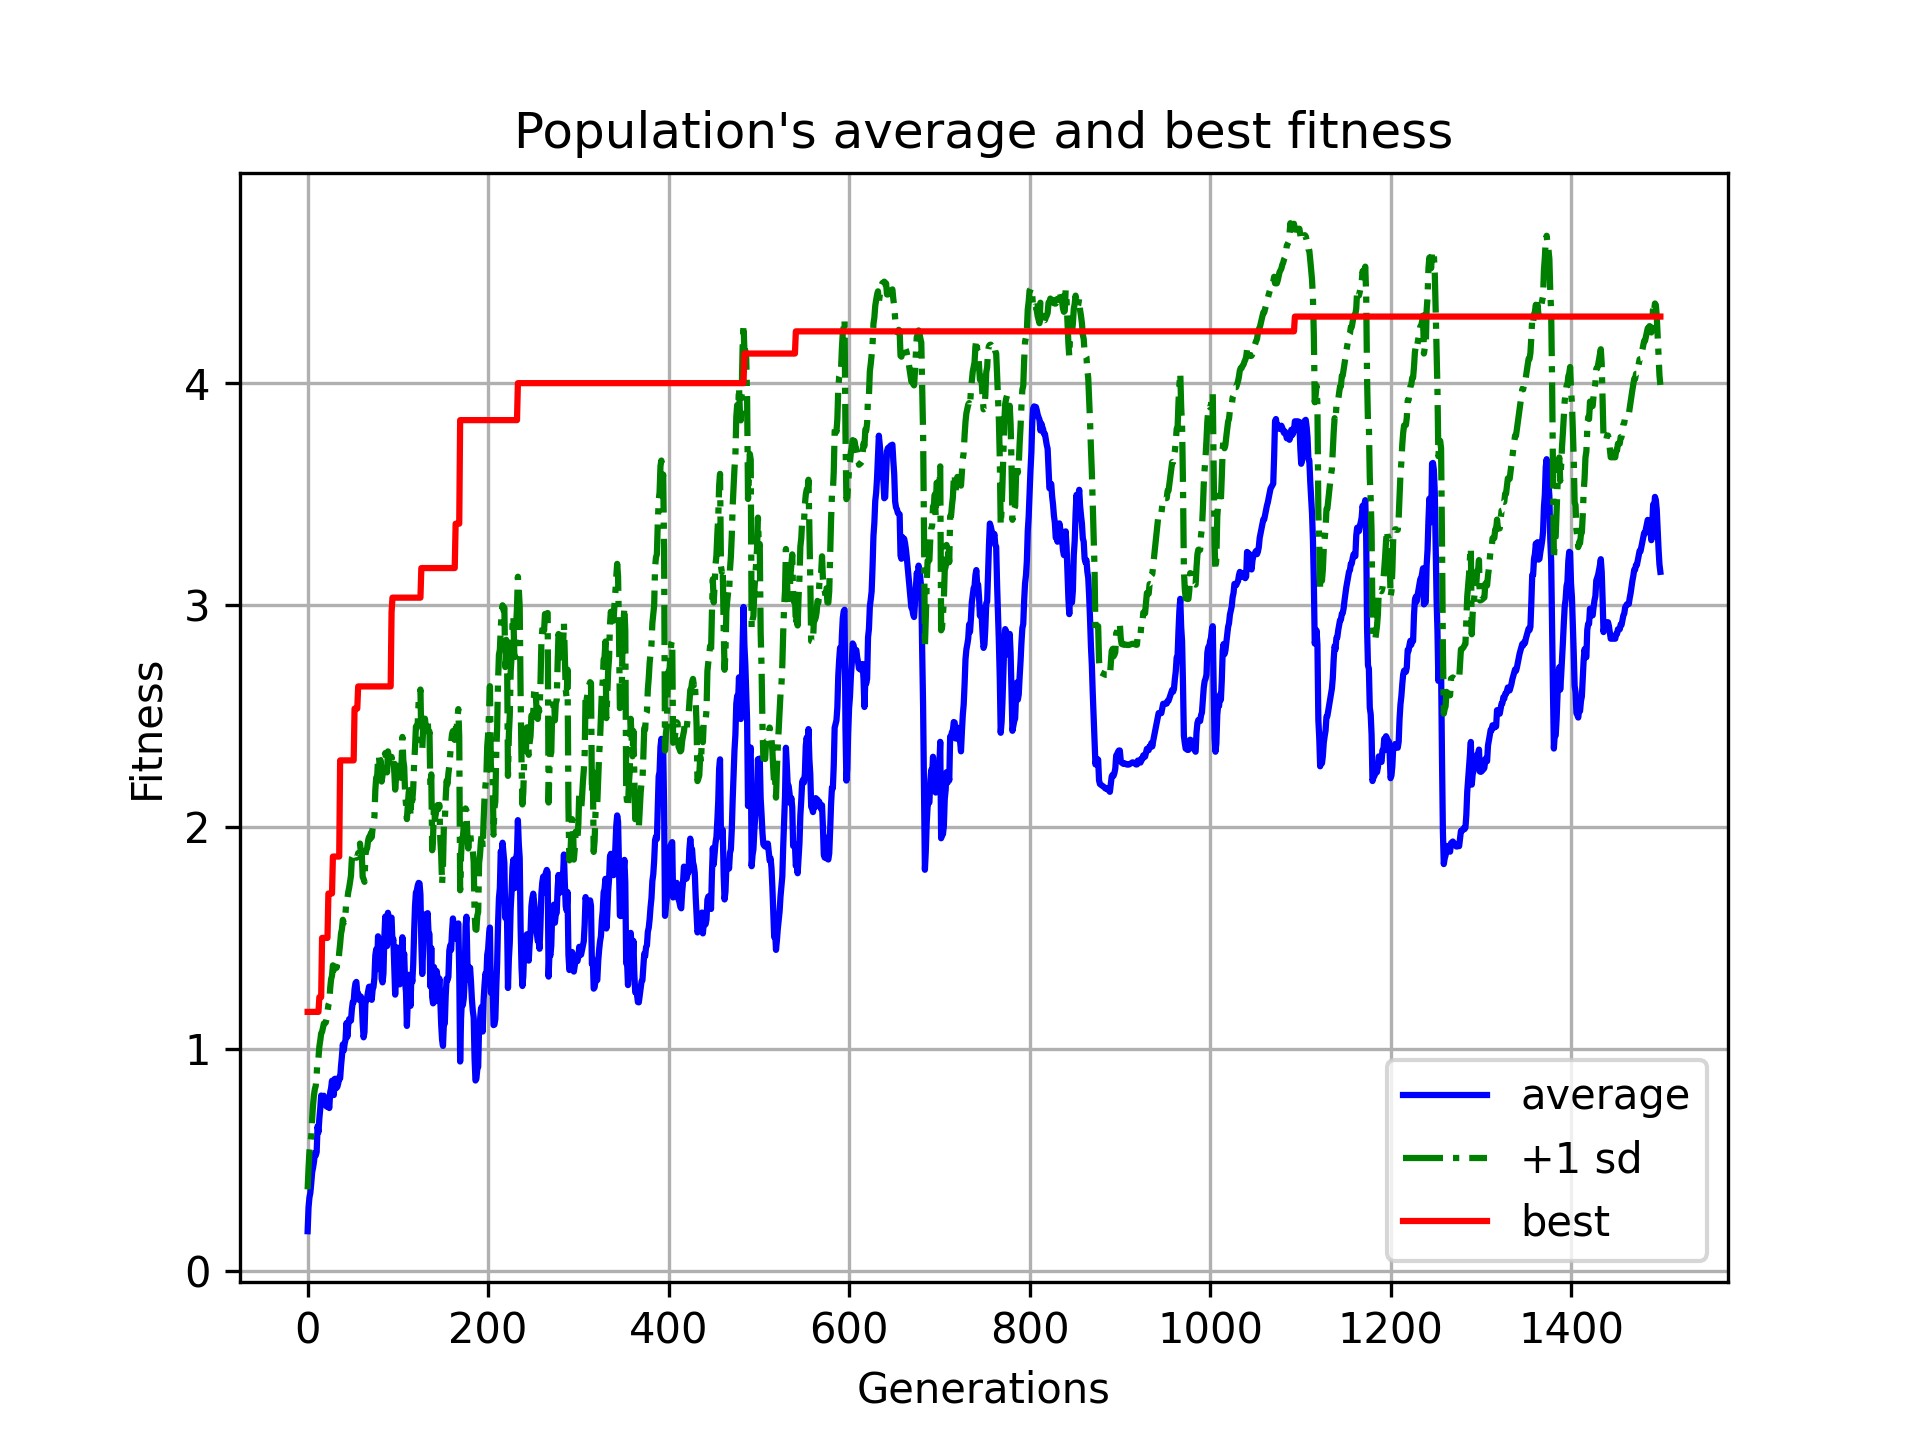 Population's average and best fitness
Fitness
4
3
2
1
0
0 200 400 600 800 1000 1200 1400
Generations
average
+1 sd
best